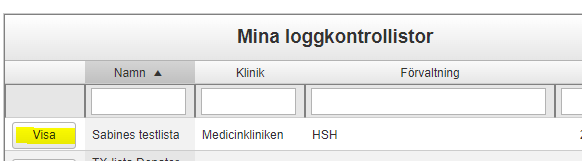 Mina loggkontrollistor
Namn ▲ Klinik Förvaltning
Visa Sabines testlista Medicinkliniken HSH